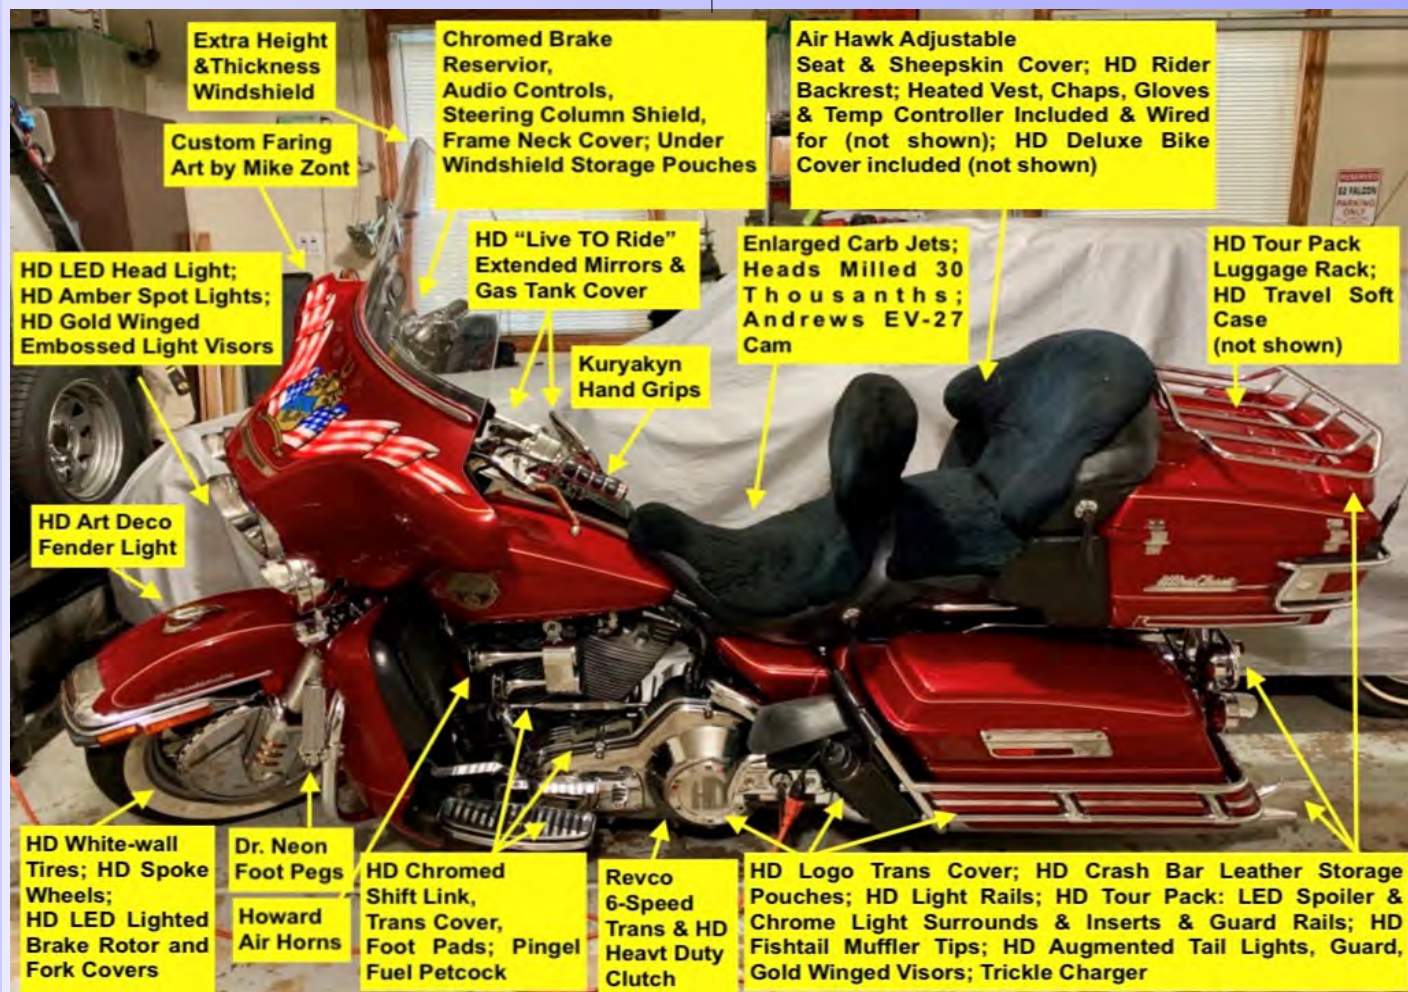 Extra Height
&Thickness
Windshield
Chromed Brake
Reservior,
Audio Controls,
Steering Column Shield,
Frame Neck Cover; Under
Windshield Storage Pouches
Air Hawk Adjustable
Seat & Sheepskin Cover; HD Rider
Backrest; Heated Vest, Chaps, Gloves
& Temp Controller Included & Wired
for (not shown); HD Deluxe Bike
Cover included (not shown)
Custom Faring
Art by Mike Zont
RESERVED
PARKING
ONLY
HD LED Head Light;
HD Amber Spot Lights;
HD Gold Winged
Embossed Light Visors
HD “Live TO Ride”
Extended Mirrors &
Gas Tank Cover
Enlarged Carb Jets;
Heads Milled 30
Thousanths;
Andrews EV-27
Cam
HD Tour Pack
Luggage Rack;
HD Travel Soft
Case
(not shown)
Kuryakyn
Hand Grips
HD Art Deco
Fender Light
Ultra Classic
HD White-wall
Tires; HD Spoke
Wheels;
HD LED Lighted
Brake Rotor and
Fork Covers
Dr. Neon
Foot Pegs
Howard
Air Horns
HD Chromed
Shift Link,
Trans Cover,
Foot Pads; Pingel
Fuel Petcock
Revco
6-Speed
Trans & HD
Heavt Duty
Clutch
HD Logo Trans Cover; HD Crash Bar Leather Storage
Pouches; HD Light Rails; HD Tour Pack: LED Spoiler &
Chrome Light Surrounds & Inserts & Guard Rails; HD
Fishtail Muffler Tips; HD Augmented Tail Lights, Guard,
Gold Winged Visors; Trickle Charger